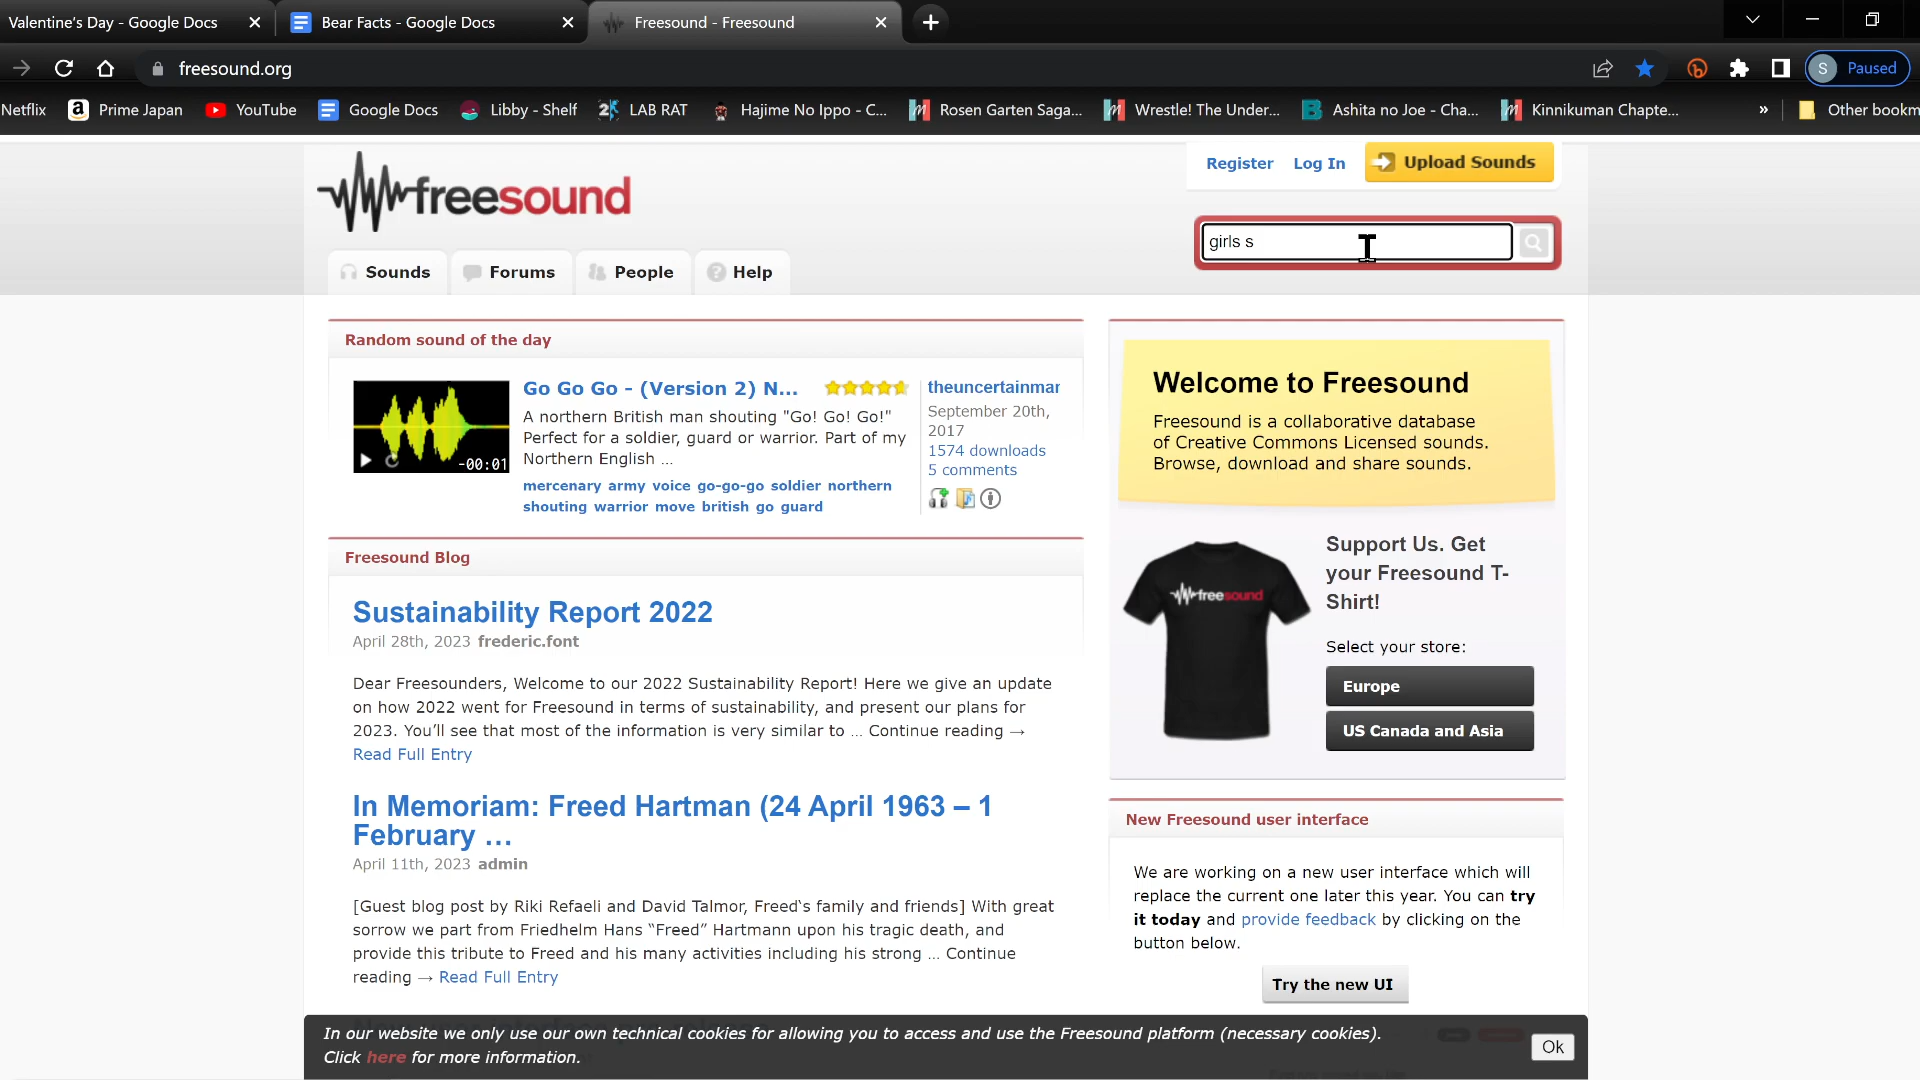 Valentine's Day - Google Docs
Bear Facts - Google Docs
Freesound - Freesound
freesound.org
S Paused
Netflix
Prime Japan
YouTube
Google Docs
Libby - Shelf
LAB RAT
Hajime No Ippo - C...
Rosen Garten Saga...
Wrestle! The Under...
Ashita no Joe - Cha...
Kinnikuman Chapte...
»
Other bookm
freesound
Register Log In Upload Sounds
girls s
Sounds Forums People Help
Random sound of the day
Go Go Go - (Version 2) N...
A northern British man shouting "Go! Go! Go!"
Perfect for a soldier, guard or warrior. Part of my
Northern English ...
mercenary army voice go-go-go soldier northern
shouting warrior move british go guard
-00:01
theuncertainmar
September 20th,
2017
1574 downloads
5 comments
Freesound Blog
Sustainability Report 2022
April 28th, 2023 frederic.font
Dear Freesounders, Welcome to our 2022 Sustainability Report! Here we give an update
on how 2022 went for Freesound in terms of sustainability, and present our plans for
2023. You'll see that most of the information is very similar to ... Continue reading →
Read Full Entry
In Memoriam: Freed Hartman (24 April 1963 – 1
February ...
April 11th, 2023 admin
[Guest blog post by Riki Refaeli and David Talmor, Freed's family and friends] With great
sorrow we part from Friedhelm Hans "Freed" Hartmann upon his tragic death, and
provide this tribute to Freed and his many activities including his strong ... Continue
reading → Read Full Entry
Welcome to Freesound
Freesound is a collaborative database
of Creative Commons Licensed sounds.
Browse, download and share sounds.
freesound
Support Us. Get
your Freesound T-
Shirt!
Select your store:
Europe
US Canada and Asia
New Freesound user interface
We are working on a new user interface which will
replace the current one later this year. You can try
it today and provide feedback by clicking on the
button below.
Try the new UI
In our website we only use our own technical cookies for allowing you to access and use the Freesound platform (necessary cookies).
Click here for more information.
Ok